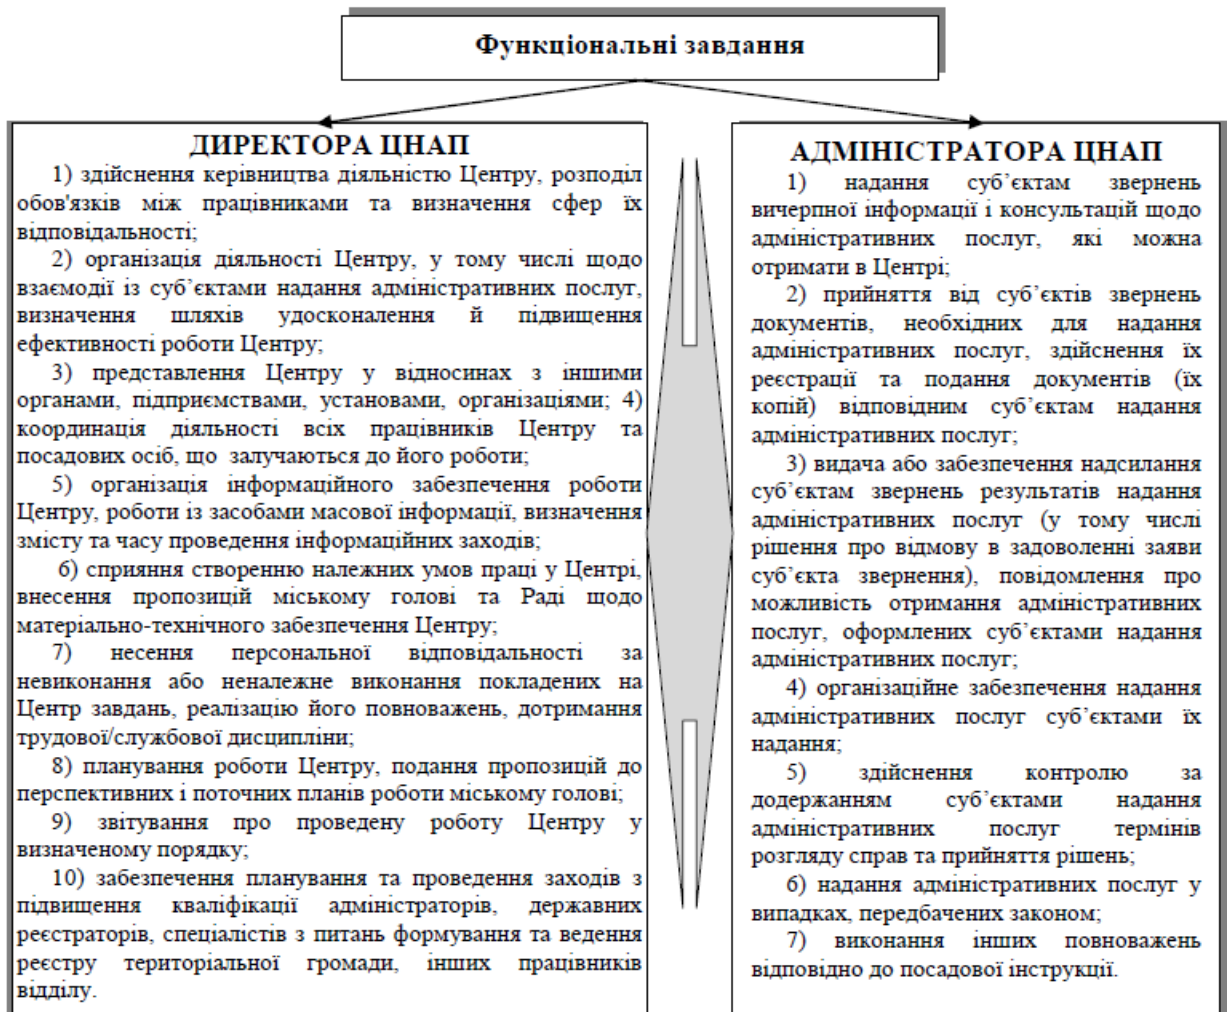 Функціональні завдання
ДИРЕКТОРА ЦНАП
1) здійснення керівництва діяльністю Центру, розподіл
обов'язків між працівниками та визначення сфер їх
відповідальності;
2) організація діяльності Центру, у тому числі щодо
взаємодії із суб’єктами надання адміністративних послуг,
визначення шляхів удосконалення й підвищення
ефективності роботи Центру;
3) представлення Центру у відносинах з іншими
органами, підприємствами, установами, організаціями; 4)
координація діяльності всіх працівників Центру та
посадових осіб, що залучаються до його роботи;
5) організація інформаційного забезпечення роботи
Центру, роботи із засобами масової інформації, визначення
змісту та часу проведення інформаційних заходів;
6) сприяння створенню належних умов праці у Центрі,
внесення пропозицій міському голові та Раді щодо
матеріально-технічного забезпечення Центру;
7) несення персональної відповідальності за
невиконання або неналежне виконання покладених на
Центр завдань, реалізацію його повноважень, дотримання
трудової/службової дисципліни;
8) планування роботи Центру, подання пропозицій до
перспективних і поточних планів роботи міському голові;
9) звітування про проведену роботу Центру у
визначеному порядку;
10) забезпечення планування та проведення заходів з
підвищення кваліфікації адміністраторів, державних
реєстраторів, спеціалістів з питань формування та ведення
реєстру територіальної громади, інших працівників
відділу.
АДМІНІСТРАТОРА ЦНАП
1) надання суб’єктам звернень
вичерпної інформації і консультацій щодо
адміністративних послуг, які можна
отримати в Центрі;
2) прийняття від суб’єктів звернень
документів, необхідних для надання
адміністративних послуг, здійснення їх
реєстрації та подання документів (їх
копій) відповідним суб’єктам надання
адміністративних послуг;
3) видача або забезпечення надсилання
суб’єктам звернень результатів надання
адміністративних послуг (у тому числі
рішення про відмову в задоволенні заяви
суб’єкта звернення), повідомлення про
можливість отримання адміністративних
послуг, оформлених суб’єктами надання
адміністративних послуг;
4) організаційне забезпечення надання
адміністративних послуг суб’єктами їх
надання;
5) здійснення контролю за
додержанням суб’єктами надання
адміністративних послуг термінів
розгляду справ та прийняття рішень;
6) надання адміністративних послуг у
випадках, передбачених законом;
7) виконання інших повноважень
відповідно до посадової інструкції.